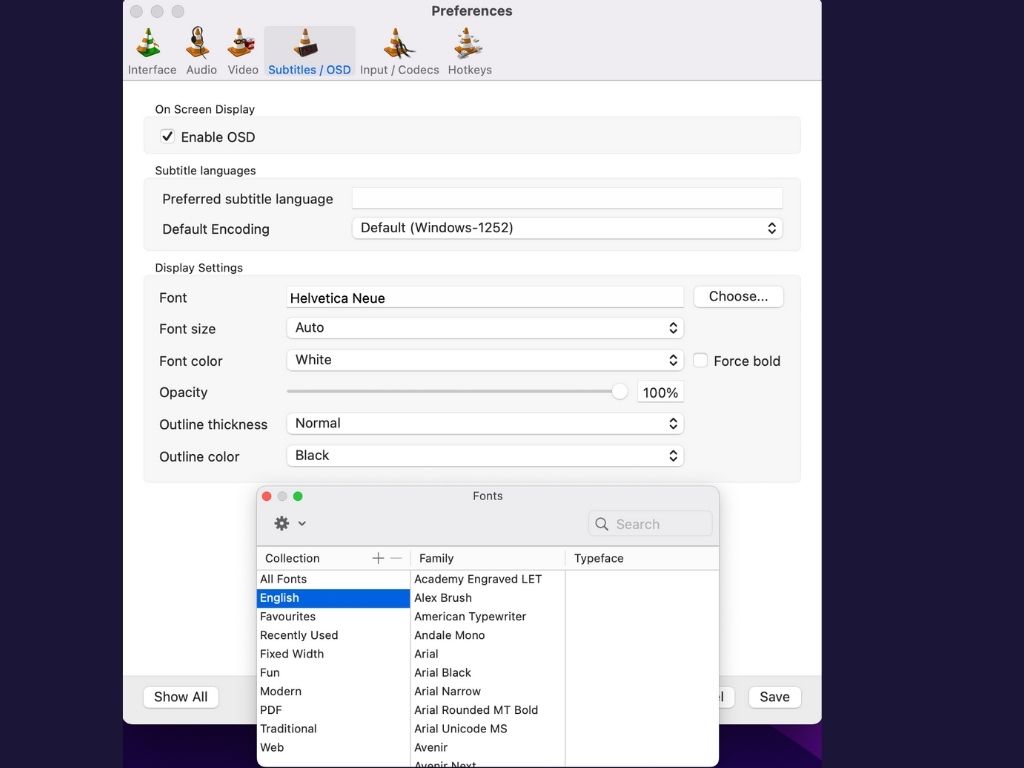 Preferences
Interface Audio Video Subtitles / OSD Input / Codecs Hotkeys
On Screen Display
Enable OSD
Subtitle languages
Preferred subtitle language
Default Encoding Default (Windows-1252)
Display Settings
Font Helvetica Neue Choose...
Font size Auto
Font color White Force bold
Opacity 100%
Outline thickness Normal
Outline color Black
Fonts
Search
Collection Family Typeface
All Fonts Academy Engraved LET
English Alex Brush
Favourites American Typewriter
Recently Used Andale Mono
Fixed Width Arial
Fun Arial Black
Modern Arial Narrow
PDF Arial Rounded MT Bold
Traditional Arial Unicode MS
Web Avenir
Avenir Next
Show All Save